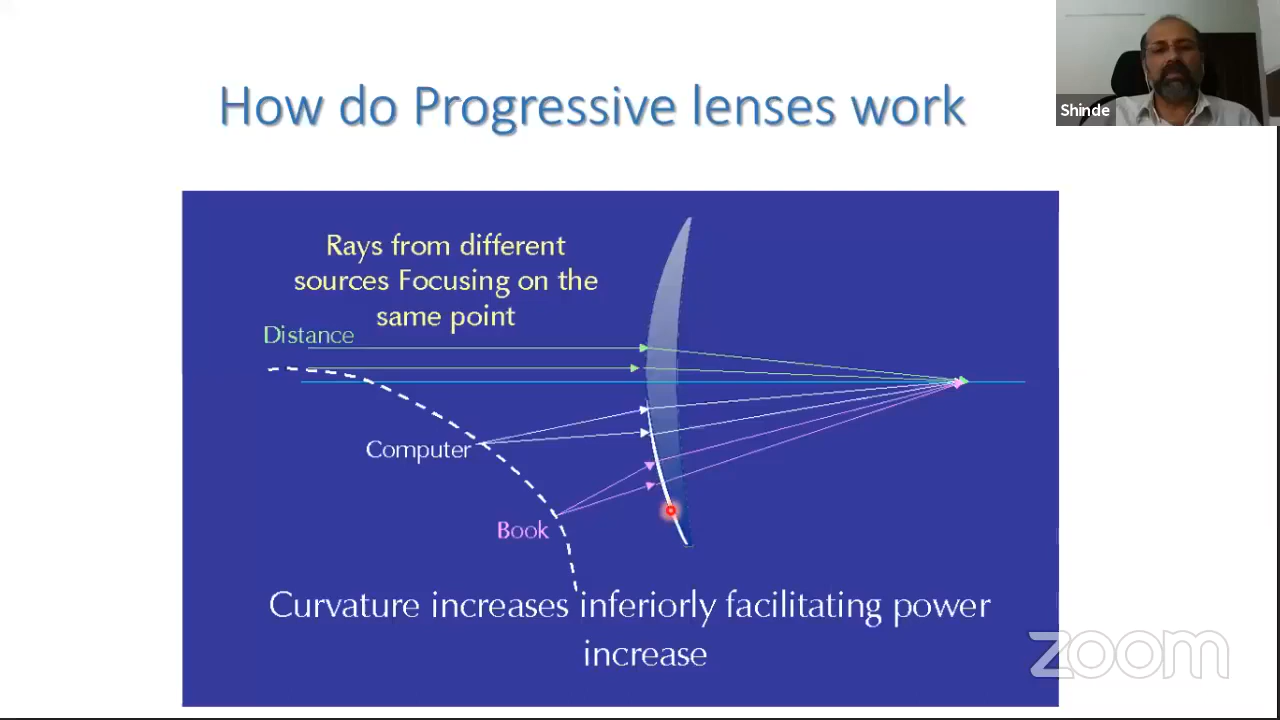 How do Progressive lenses work
Shinde
Rays from different
sources Focusing on the
same point
Distance
Computer
Book
Curvature increases inferiorly facilitating power
increase
zoom